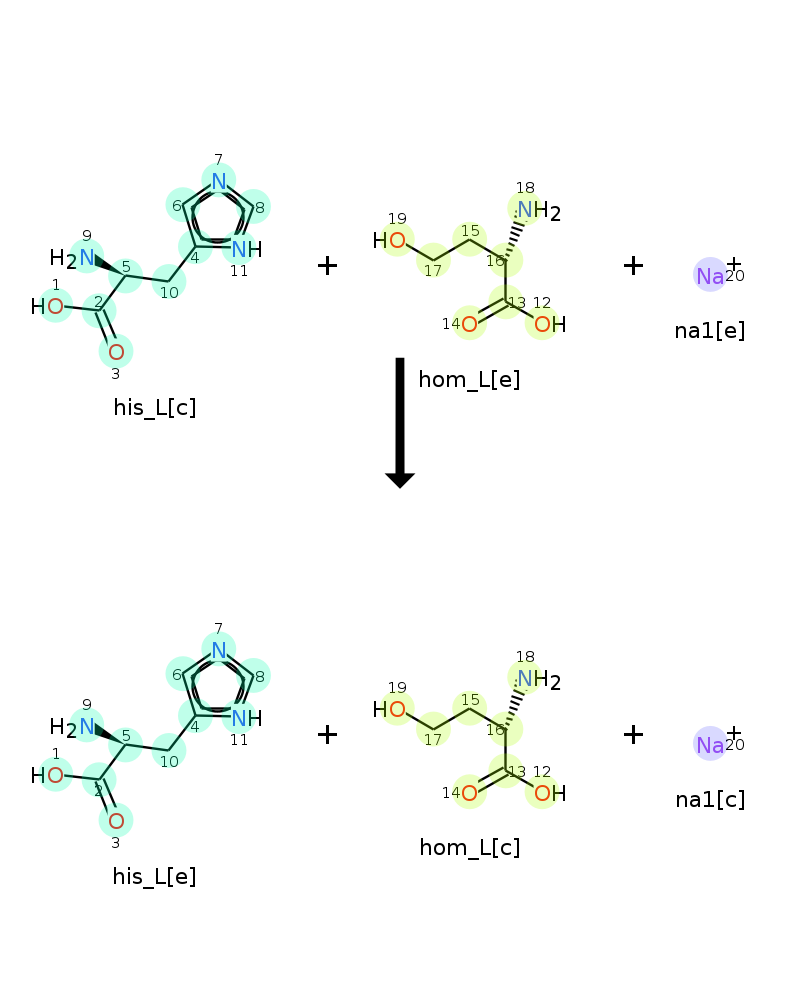 7
6
N
8
NH
4
11
9
H2N
5
10
1
HO
2
O
3
his_L[c]
+
18
NH2
19
HO
15
16
17
13
12
14
O
OH
hom_L[e]
+
Na+
20
na1[e]
7
6
N
8
NH
4
11
9
H2N
5
10
1
HO
2
O
3
his_L[e]
+
18
NH2
19
HO
15
16
17
13
12
14
O
OH
hom_L[c]
+
Na+
20
na1[c]